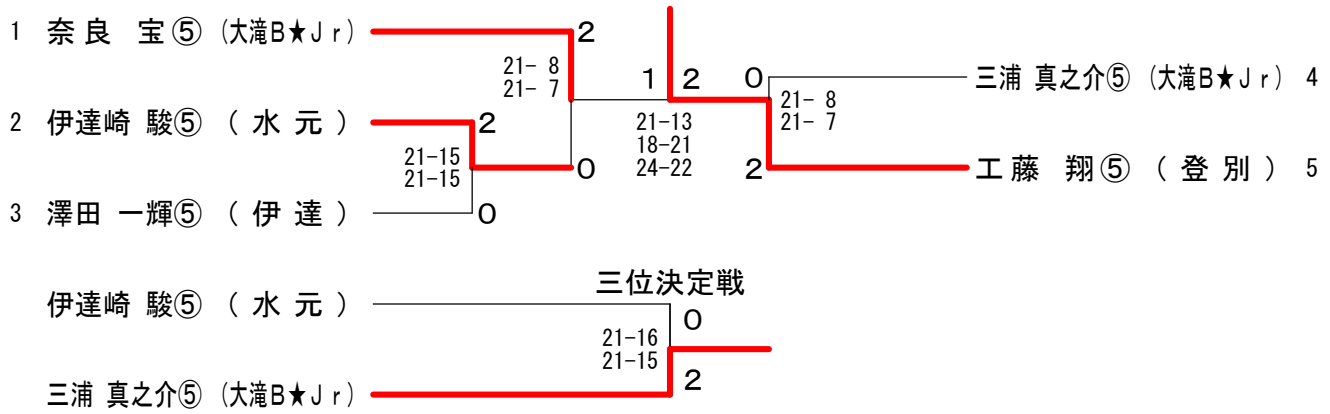 1 奈良 宝⑤ (大滝B★Jr)
2
21- 8
21- 7
1 2
0
三浦 真之介⑤ (大滝B★Jr) 4
21- 8
21- 7
2 伊達崎 駿⑤ (水元)
2
21-13
18-21
24-22
21-15
21-15
0
2
工藤 翔⑤ (登別) 5
3 澤田 一輝⑤ (伊達)
0
三位決定戦
伊達崎 駿⑤ (水元)
0
21-16
21-15
2
三浦 真之介⑤ (大滝B★Jr)